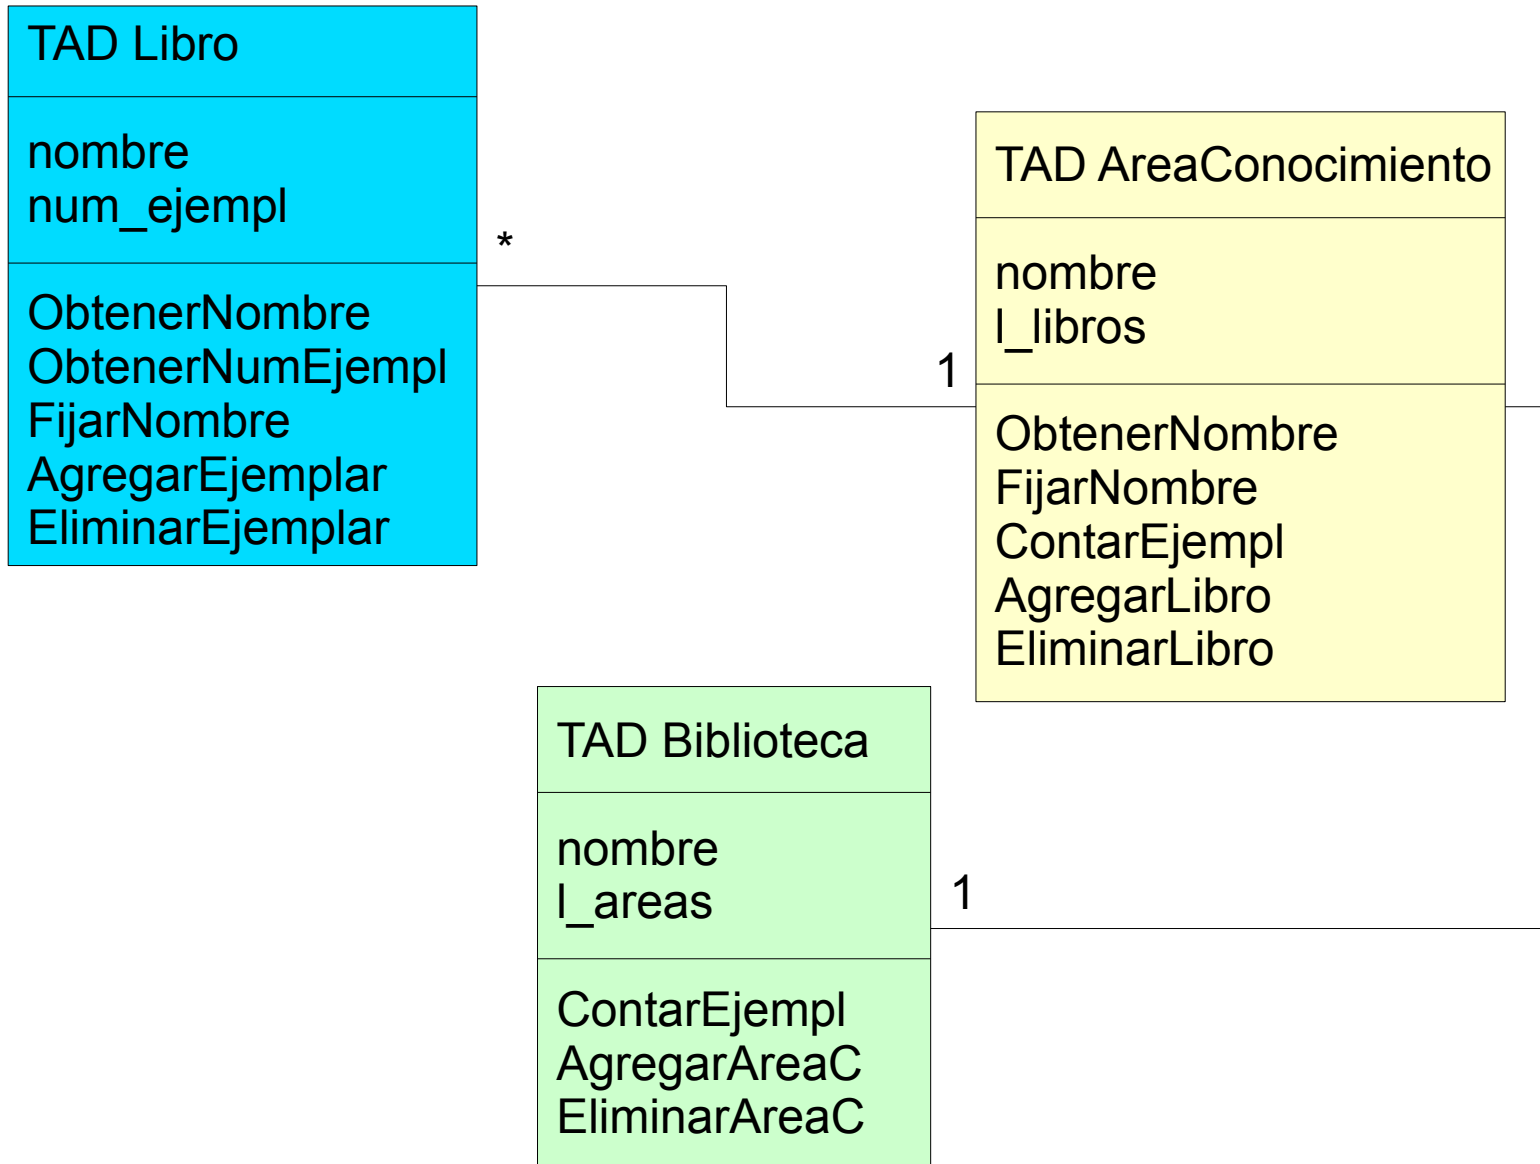 TAD Libro
nombre
num_ejempl
ObtenerNombre
ObtenerNumEjempl
FijarNombre
AgregarEjemplar
EliminarEjemplar
*
1
TAD AreaConocimiento
nombre
l_libros
ObtenerNombre
FijarNombre
ContarEjempl
AgregarLibro
EliminarLibro
TAD Biblioteca
nombre
l_areas
ContarEjempl
AgregarAreaC
EliminarAreaC
1